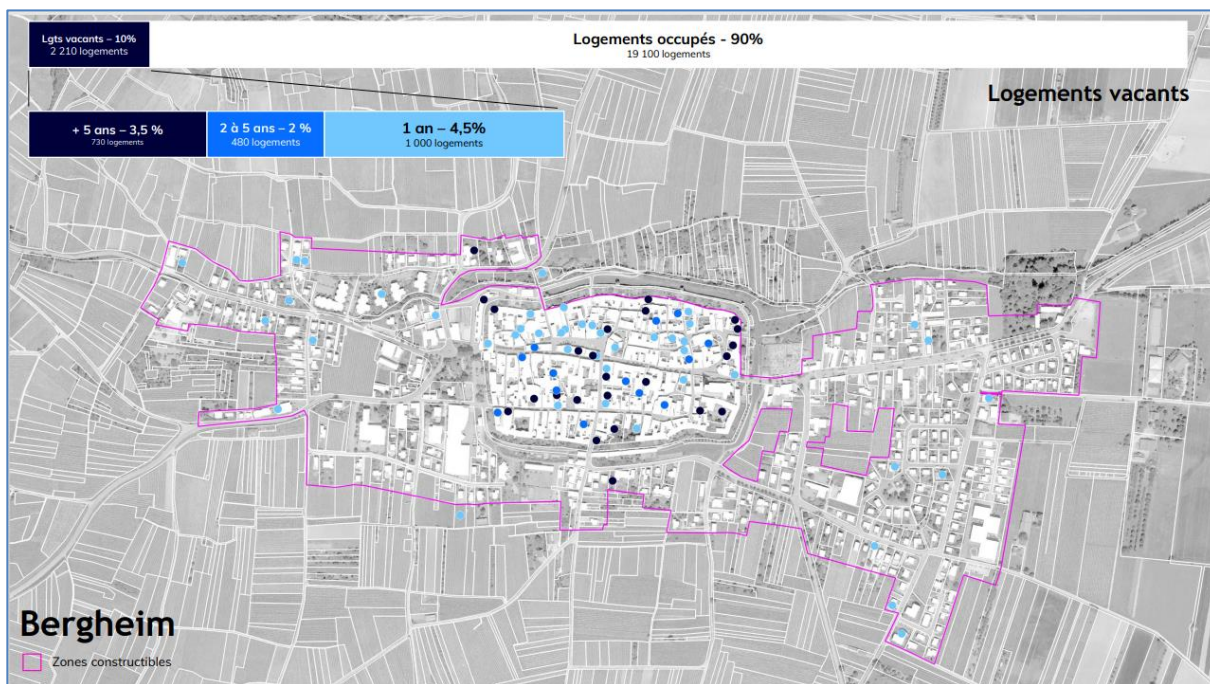 Lgts vacants – 10%
2 210 logements
Logements occupés - 90%
19 100 logements
Logements vacants
+ 5 ans – 3,5 %
730 logements
2 à 5 ans – 2 %
480 logements
1 an – 4,5%
1 000 logements
Bergheim
Zones constructibles